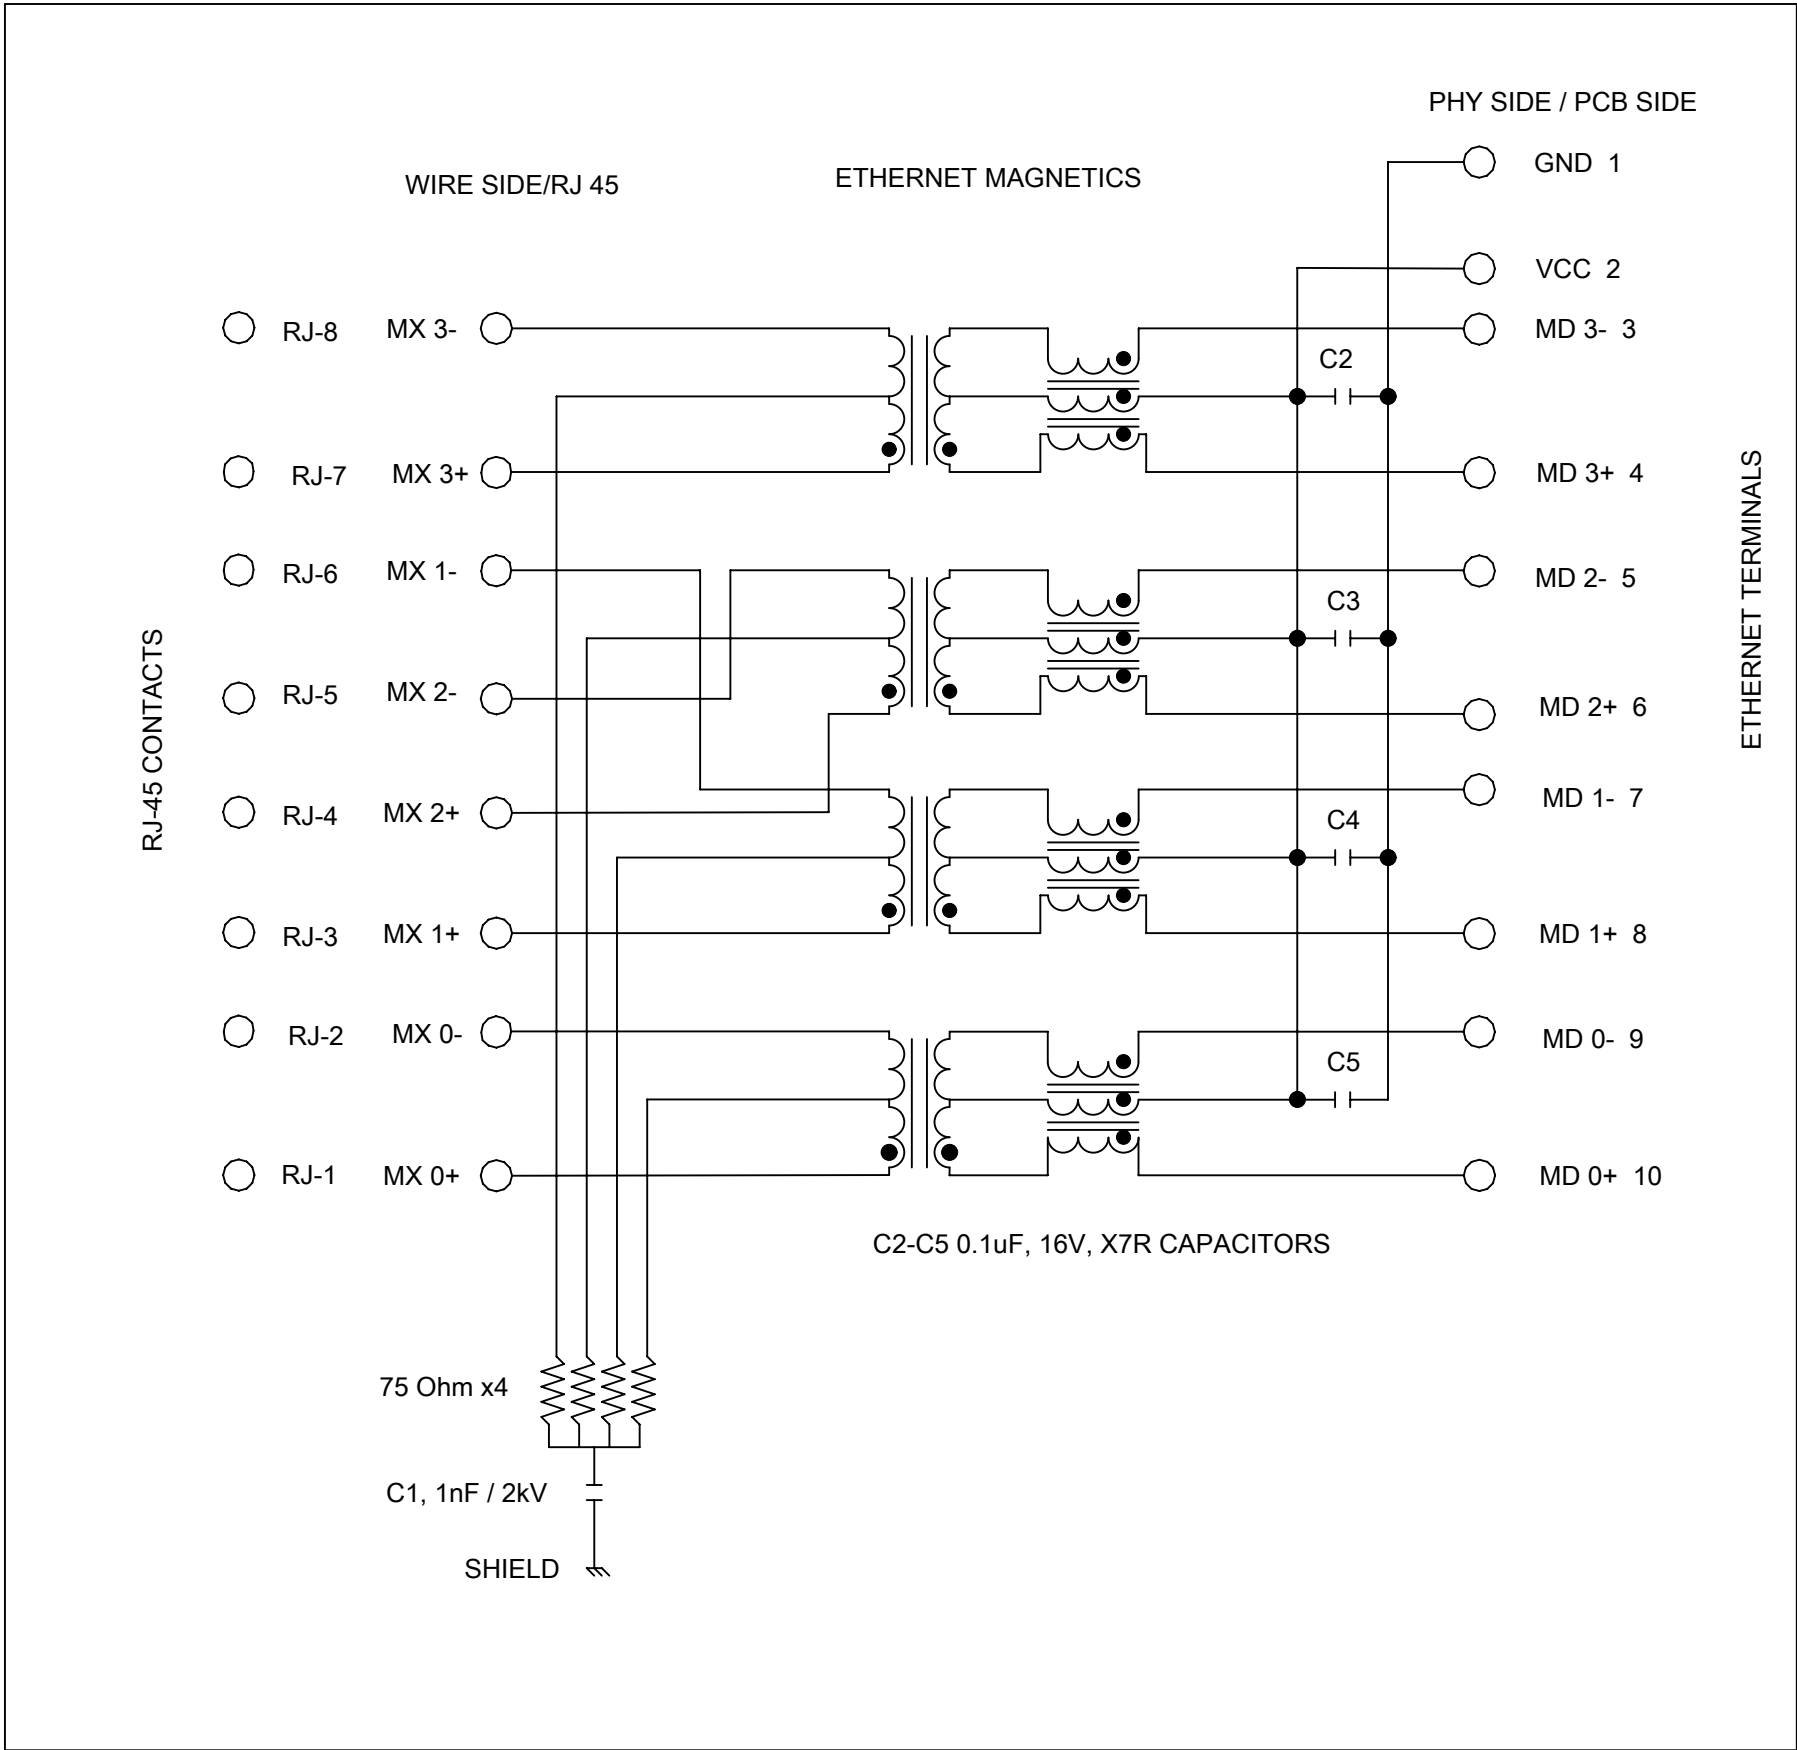 PHY SIDE / PCB SIDE
GND 1
WIRE SIDE/RJ 45
ETHERNET MAGNETICS
VCC 2
RJ-8 MX 3-
MD 3- 3
C2
RJ-7 MX 3+
MD 3+ 4
RJ-6 MX 1-
MD 2- 5
C3
RJ-5 MX 2-
MD 2+ 6
RJ-4 MX 2+
MD 1- 7
C4
RJ-3 MX 1+
MD 1+ 8
RJ-2 MX 0-
MD 0- 9
C5
RJ-1 MX 0+
MD 0+ 10
RJ-45 CONTACTS
ETHERNET TERMINALS
C2-C5 0.1uF, 16V, X7R CAPACITORS
75 Ohm x4
C1, 1nF / 2kV
SHIELD